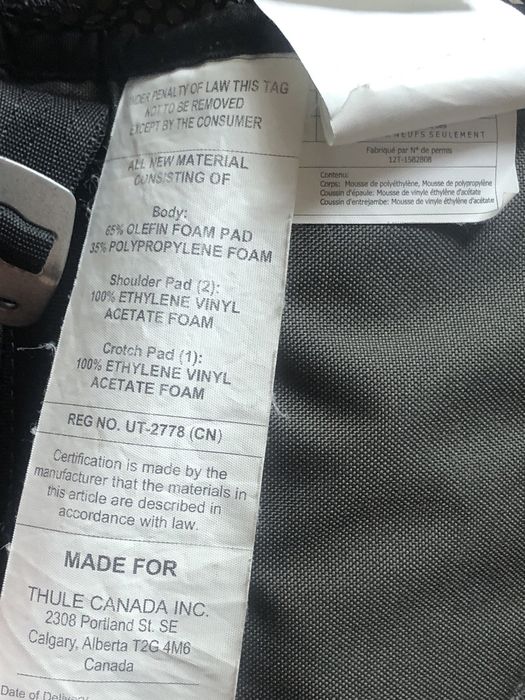 UNDER PENALTY OF LAW THIS TAG
NOT TO BE REMOVED
EXCEPT BY THE CONSUMER
ALL NEW MATERIAL
CONSISTING OF
Body:
65% OLEFIN FOAM PAD
35% POLYPROPYLENE FOAM
Shoulder Pad (2):
100% ETHYLENE VINYL
ACETATE FOAM
Crotch Pad (1):
100% ETHYLENE VINYL
ACETATE FOAM
REG NO. UT-2778 (CN)
Certification is made by the
manufacturer that the materials in
this article are described in
accordance with law.
MADE FOR
THULE CANADA INC.
2308 Portland St. SE
Calgary, Alberta T2G 4M6
Canada
Date of Delivery
NEUFS SEULEMENT
Fabriqué par N° de permis
12T-1582808
Contenu:
Corps: Mousse de polyéthylène, Mousse de polypropylène
Coussin d'épaule: Mousse de vinyle éthylène d'acétate
Coussin d'entrejambe: Mousse de vinyle éthylène d'acétate